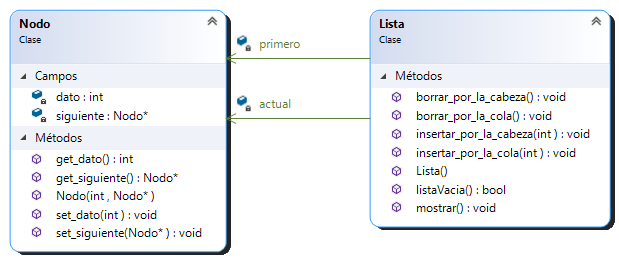 Nodo
Clase
Campos
dato : int
siguiente : Nodo*
Métodos
get_dato() : int
get_siguiente() : Nodo*
Nodo(int , Nodo* )
set_dato(int ) : void
set_siguiente(Nodo* ) : void
primero
actual
Lista
Clase
Métodos
borrar_por_la_cabeza() : void
borrar_por_la_cola() : void
insertar_por_la_cabeza(int ) : void
insertar_por_la_cola(int ) : void
Lista()
listaVacia() : bool
mostrar() : void